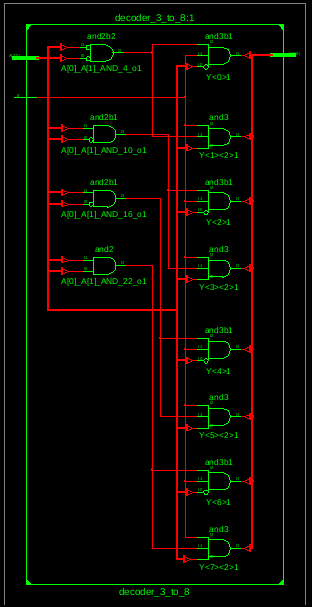 decoder_3_to_8:1
and2b2
and3b1
A[0]_A[1]_AND_4_o1
Y<0>1
and2b1
and3
A[0]_A[1]_AND_10_o1
Y<1><2>1
and2b1
and3b1
A[0]_A[1]_AND_16_o1
Y<2>1
and2
and3
A[0]_A[1]_AND_22_o1
Y<3><2>1
and3b1
Y<4>1
and3
Y<5><2>1
and3b1
Y<6>1
and3
Y<7><2>1
decoder_3_to_8